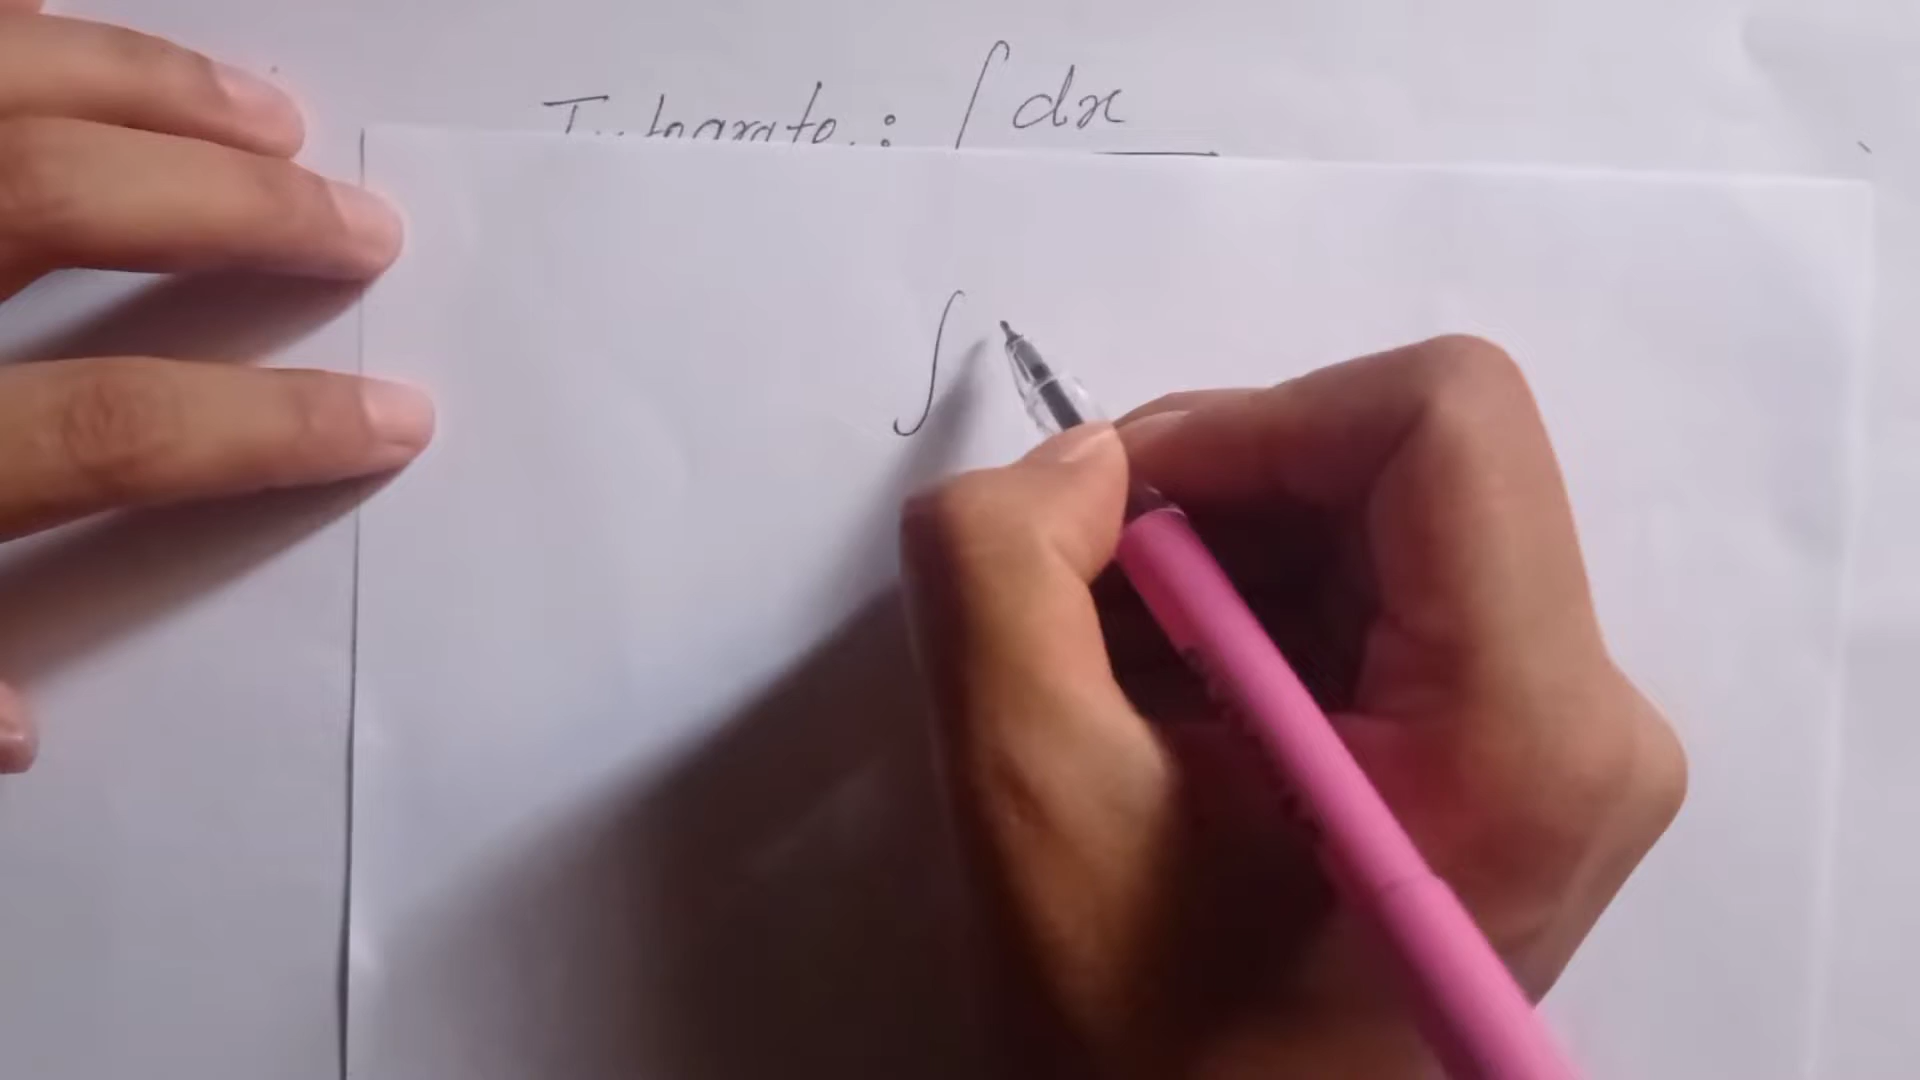 Integrate : ∫ dx
∫